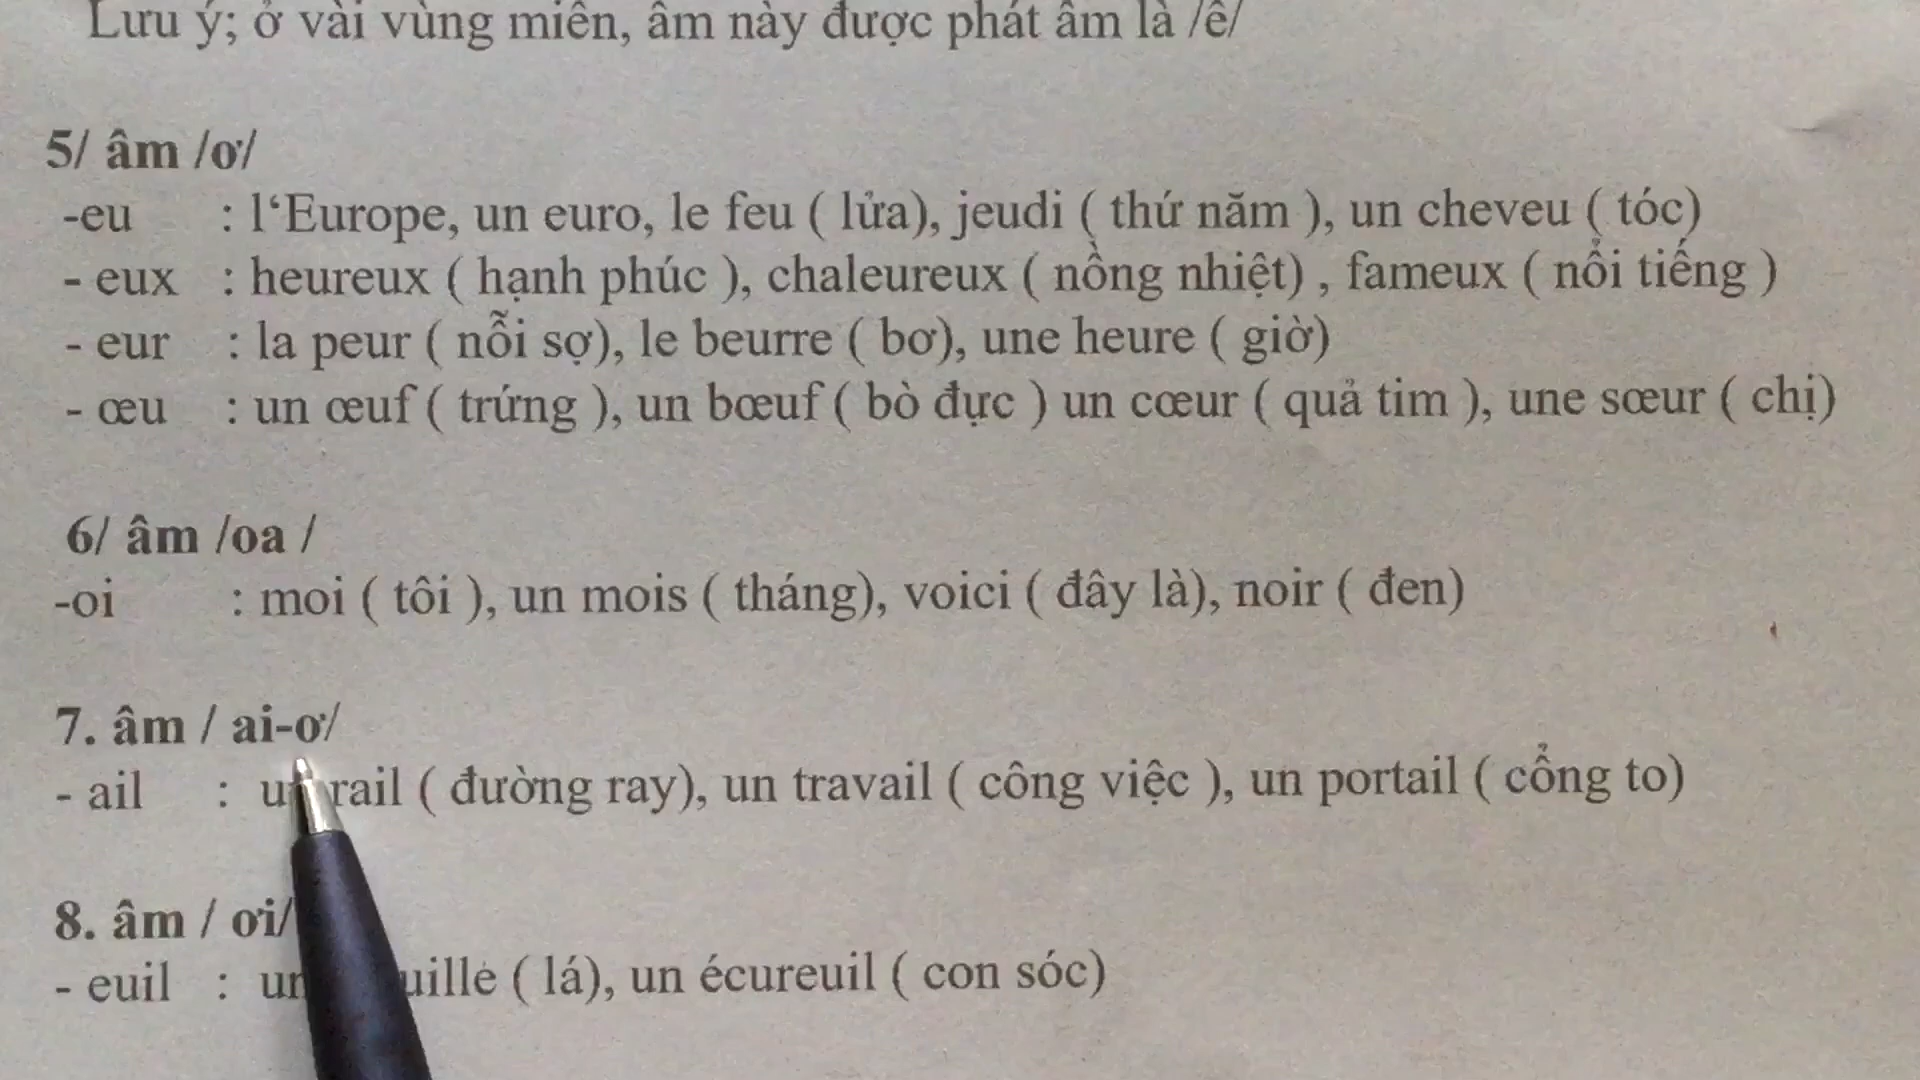 Lưu ý; ở vài vùng miền, âm này được phát âm là /ê/
5/ âm /ơ/
-eu : l‘Europe, un euro, le feu ( lửa), jeudi ( thứ năm ), un cheveu ( tóc)
- eux : heureux ( hạnh phúc ), chaleureux ( nồng nhiệt) , fameux ( nổi tiếng )
- eur : la peur ( nỗi sợ), le beurre ( bơ), une heure ( giờ)
- œu : un œuf ( trứng ), un bœuf ( bò đực ) un cœur ( quả tim ), une sœur ( chị)
6/ âm /oa /
-oi : moi ( tôi ), un mois ( tháng), voici ( đây là), noir ( đen)
7. âm / ai-ơ/
- ail : rail ( đường ray), un travail ( công việc ), un portail ( cổng to)
8. âm / ơi/
- euil : ( lá), un écureuil ( con sóc)